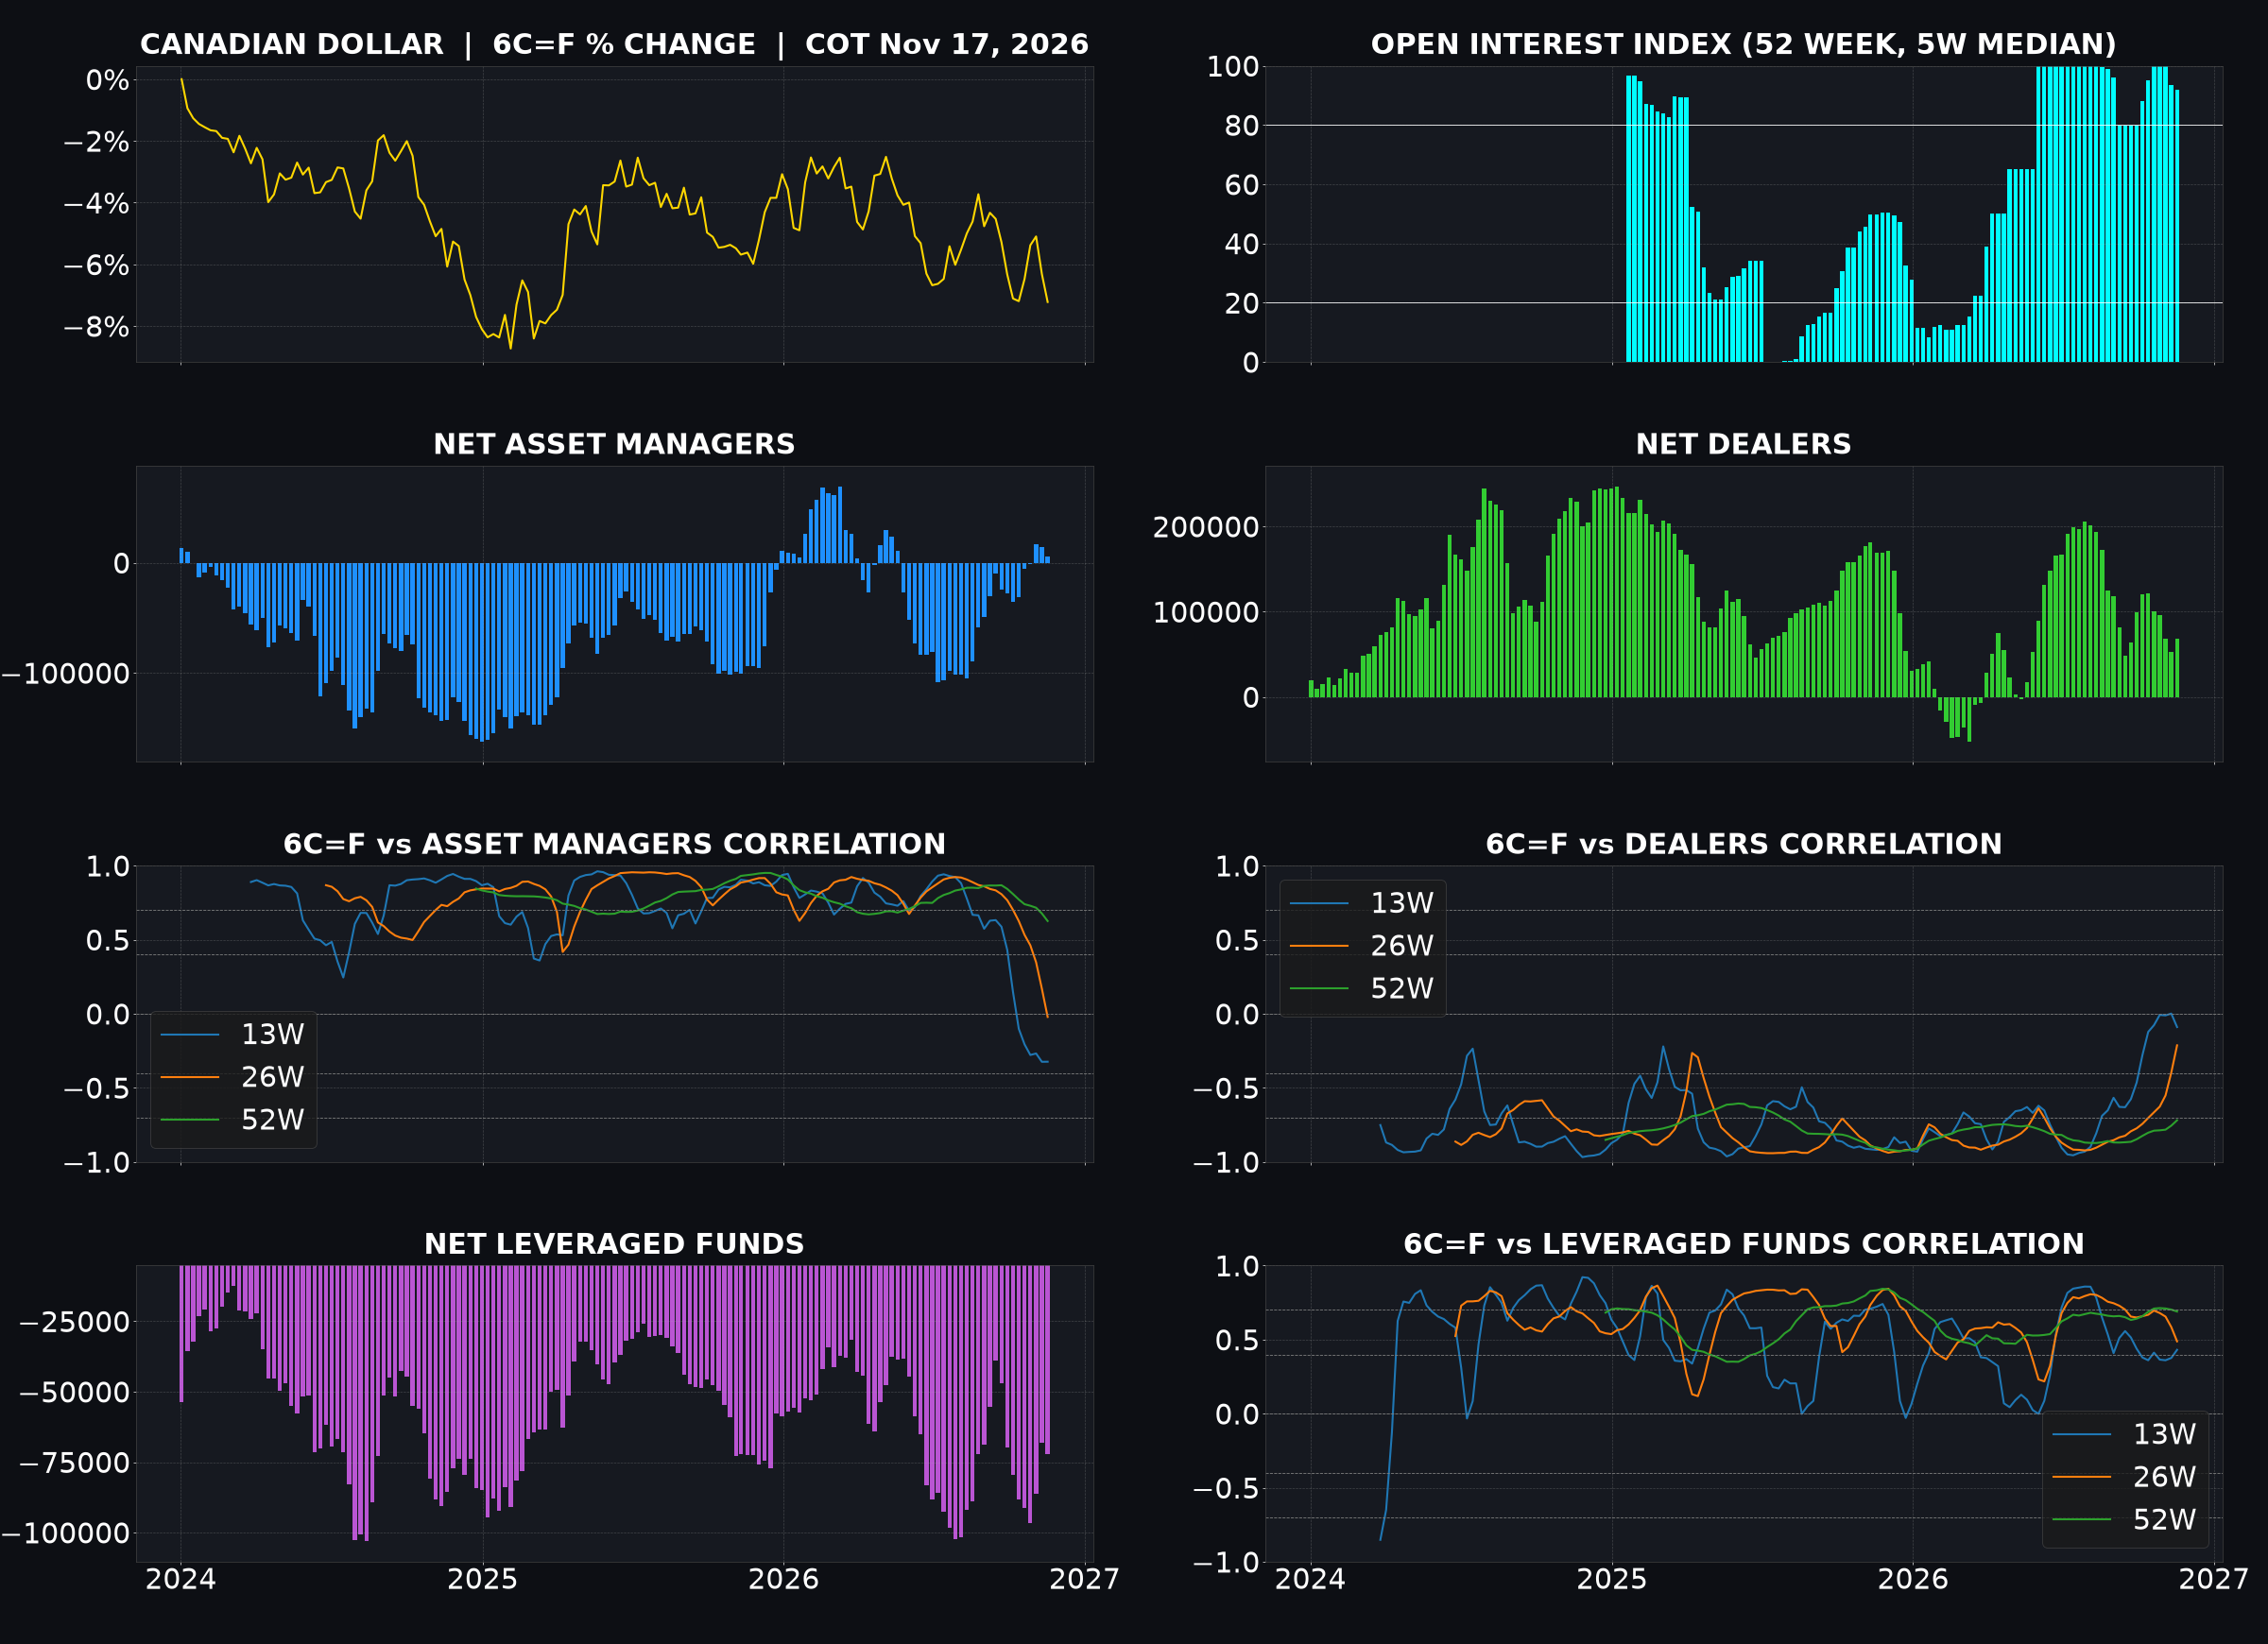 CANADIAN DOLLAR | 6C=F % CHANGE | COT Nov 17, 2026
0%
−2%
−4%
−6%
−8%
OPEN INTEREST INDEX (52 WEEK, 5W MEDIAN)
100
80
60
40
20
0
NET ASSET MANAGERS
0
−100000
NET DEALERS
200000
100000
0
6C=F vs ASSET MANAGERS CORRELATION
1.0
0.5
0.0
−0.5
−1.0
13W
26W
52W
6C=F vs DEALERS CORRELATION
1.0
0.5
0.0
−0.5
−1.0
13W
26W
52W
NET LEVERAGED FUNDS
−25000
−50000
−75000
−100000
2024 2025 2026 2027
6C=F vs LEVERAGED FUNDS CORRELATION
1.0
0.5
0.0
−0.5
−1.0
13W
26W
52W
2024 2025 2026 2027